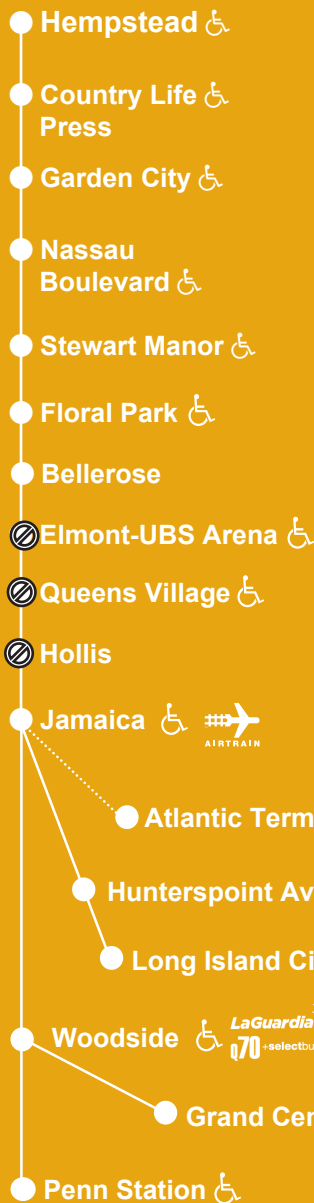 Hempstead
Country Life
Press
Garden City
Nassau
Boulevard
Stewart Manor
Floral Park
Bellerose
Elmont-UBS Arena
Queens Village
Hollis
Jamaica
AIRTRAIN
Atlantic Term
Hunterspoint Av
Long Island Ci
Woodside
LaGuardia
Q70 +selectbu
Grand Cen
Penn Station